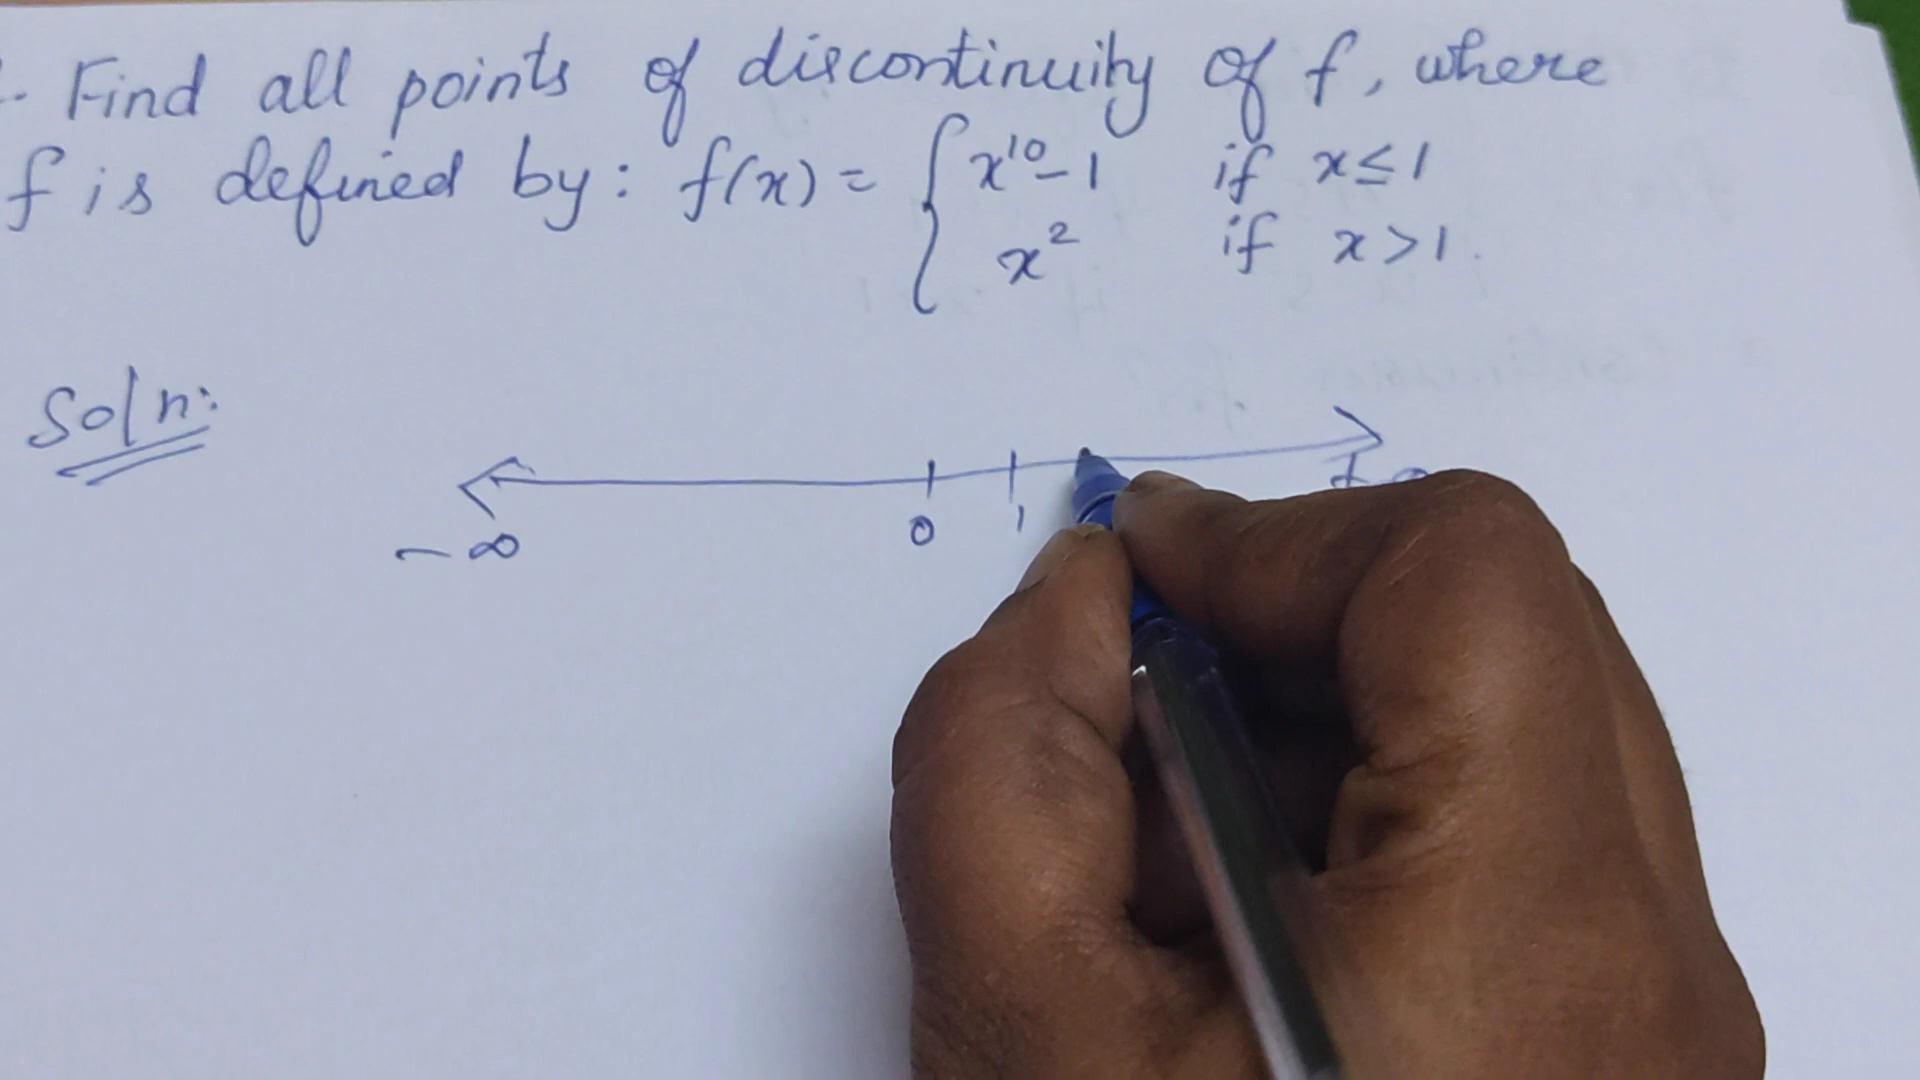 . Find all points of discontinuity of f, where
f is defined by: f(x) = { x¹⁰-1 if x≤1
x² if x>1.
Soln:
-∞ 0 1